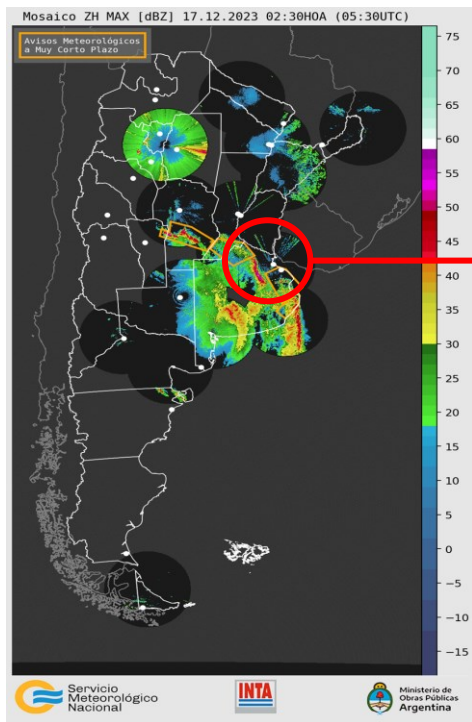 Mosaico ZH MAX [dBZ] 17.12.2023 02:30HOA (05:30UTC)
Avisos Meteorológicos
a Muy Corto Plazo
75
70
65
60
55
50
45
40
35
30
25
20
15
10
5
0
−5
−10
−15
Servicio
Meteorológico
Nacional
INTA
Ministerio de
Obras Públicas
Argentina